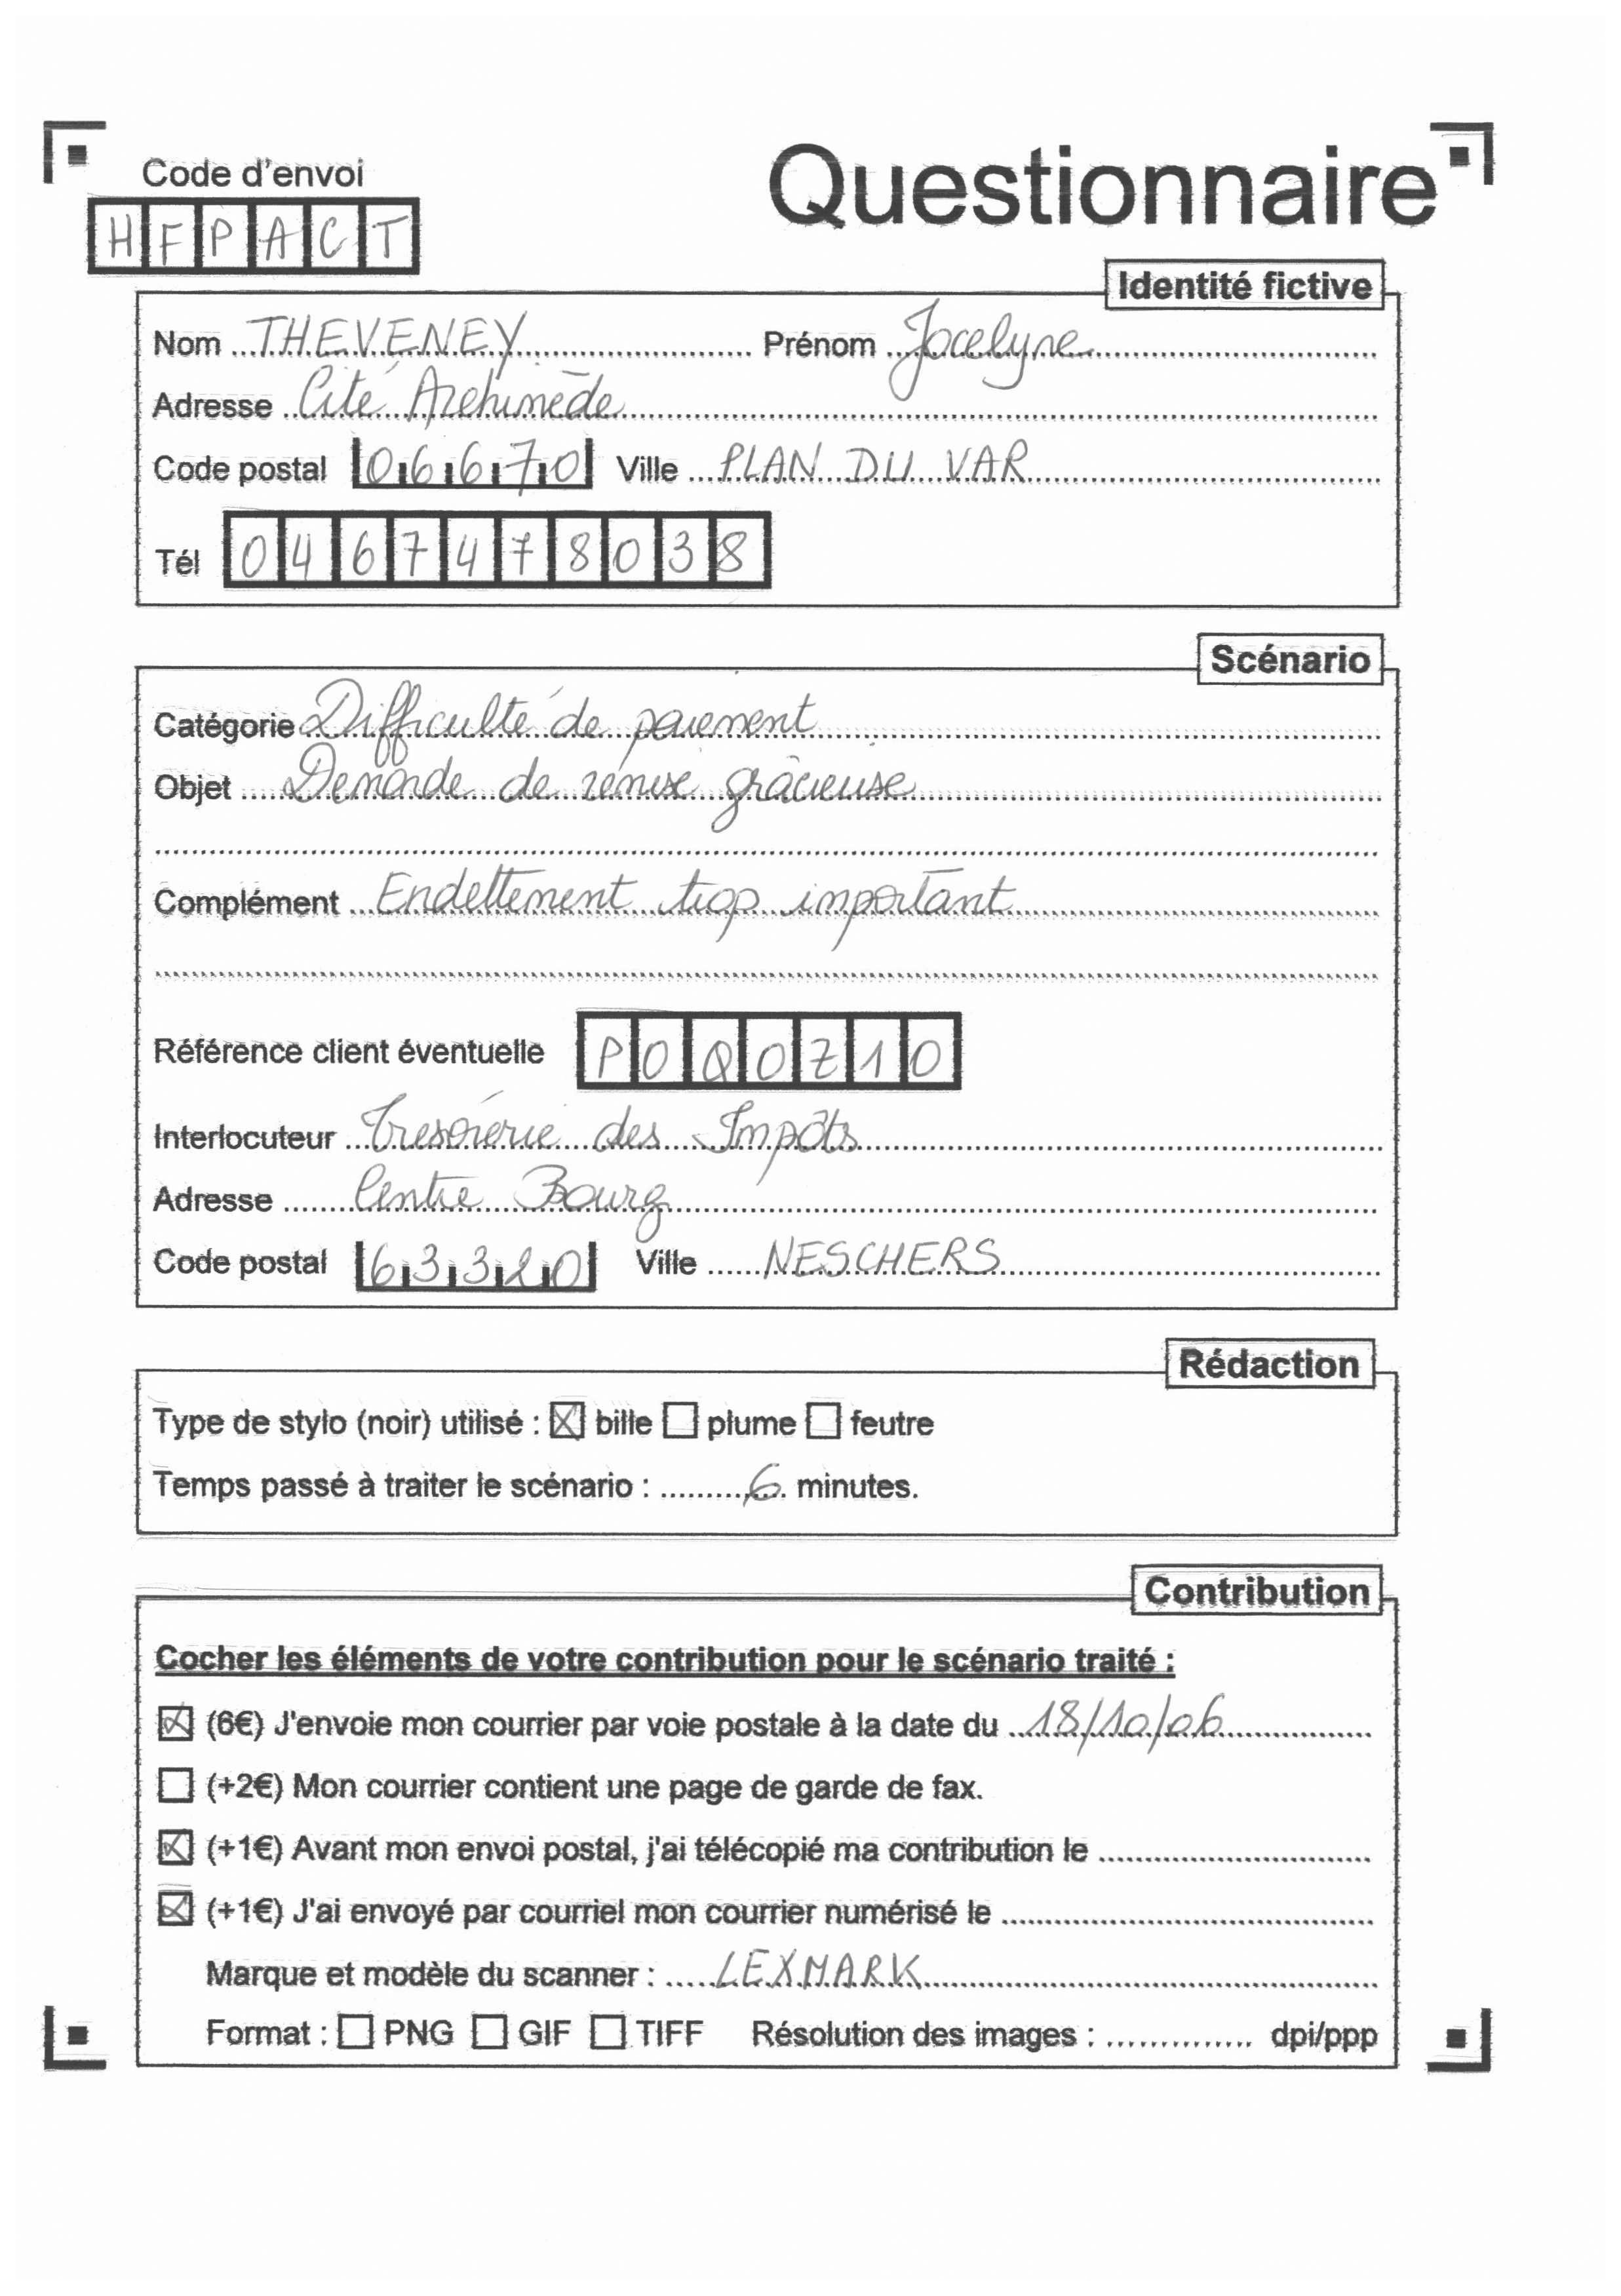 Code d'envoi
Questionnaire
HFPACT
Identité fictive
Nom THEVENEY Prénom Jocelyne
Adresse Cité Archimède
Code postal 06670 Ville PLAN DU VAR
Tél 0467478038
Scénario
Catégorie Difficulté de paiement
Objet Demande de remise grâcieuse
Complément Endettement trop important
Référence client éventuelle POQOZ10
Interlocuteur Tresorerie des Impôts
Adresse Centre Bourg
Code postal 63320 Ville NESCHERS
Rédaction
Type de stylo (noir) utilisé : ☒ bille ☐ plume ☐ feutre
Temps passé à traiter le scénario : 6 minutes.
Contribution
Cocher les éléments de votre contribution pour le scénario traité :
☒ (6€) J'envoie mon courrier par voie postale à la date du 18/10/06
☐ (+2€) Mon courrier contient une page de garde de fax.
☒ (+1€) Avant mon envoi postal, j'ai télécopié ma contribution le
☒ (+1€) J'ai envoyé par courriel mon courrier numérisé le
Marque et modèle du scanner : LEXMARK
Format : ☐ PNG ☐ GIF ☐ TIFF Résolution des images : dpi/ppp